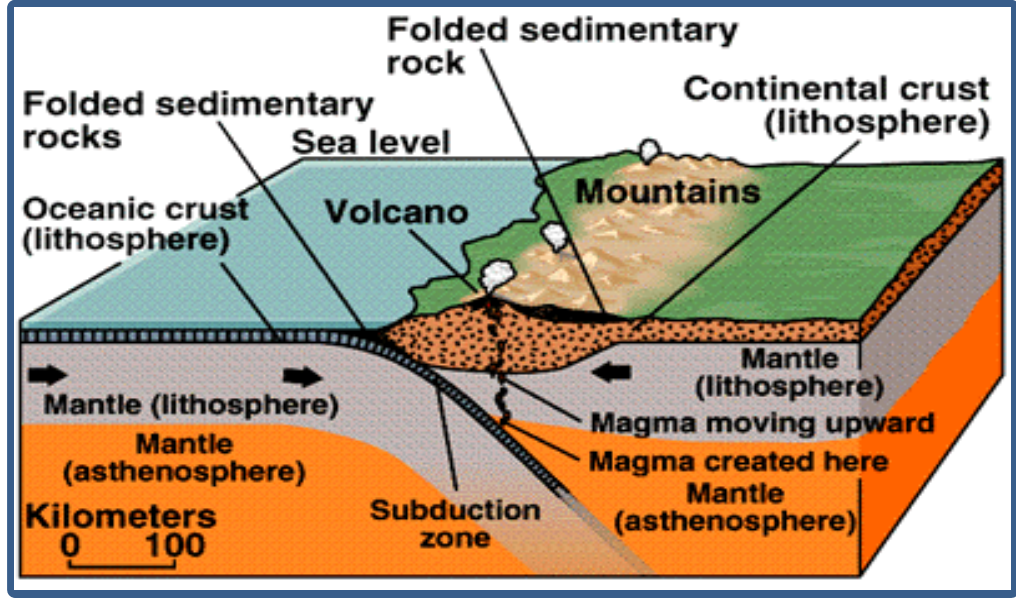 Folded sedimentary
rock
Continental crust
(lithosphere)
Folded sedimentary
rocks
Sea level
Mountains
Oceanic crust
(lithosphere)
Volcano
Mantle
(lithosphere)
Mantle (lithosphere)
Magma moving upward
Mantle
(asthenosphere)
Magma created here
Mantle
(asthenosphere)
Subduction
zone
Kilometers
0 100